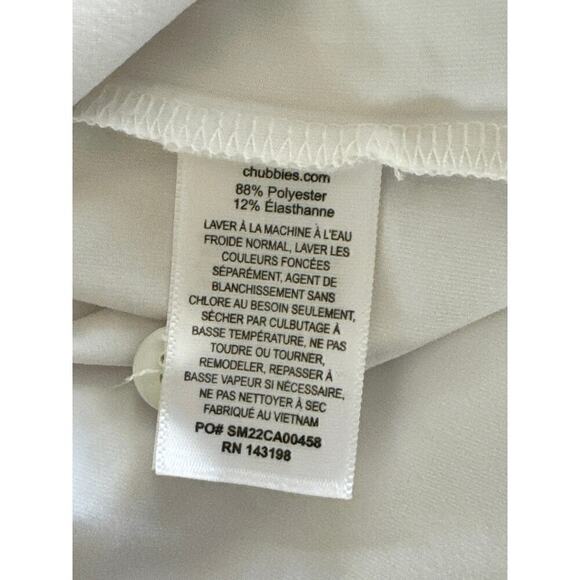 chubbies.com
88% Polyester
12% Élasthanne
LAVER À LA MACHINE À L'EAU
FROIDE NORMAL, LAVER LES
COULEURS FONCÉES
SÉPARÉMENT, AGENT DE
BLANCHISSEMENT SANS
CHLORE AU BESOIN SEULEMENT,
SÉCHER PAR CULBUTAGE À
BASSE TEMPÉRATURE, NE PAS
TOUDRE OU TOURNER,
REMODELER, REPASSER À
BASSE VAPEUR SI NÉCESSAIRE,
NE PAS NETTOYER À SEC
FABRIQUÉ AU VIETNAM
PO# SM22CA00458
RN 143198